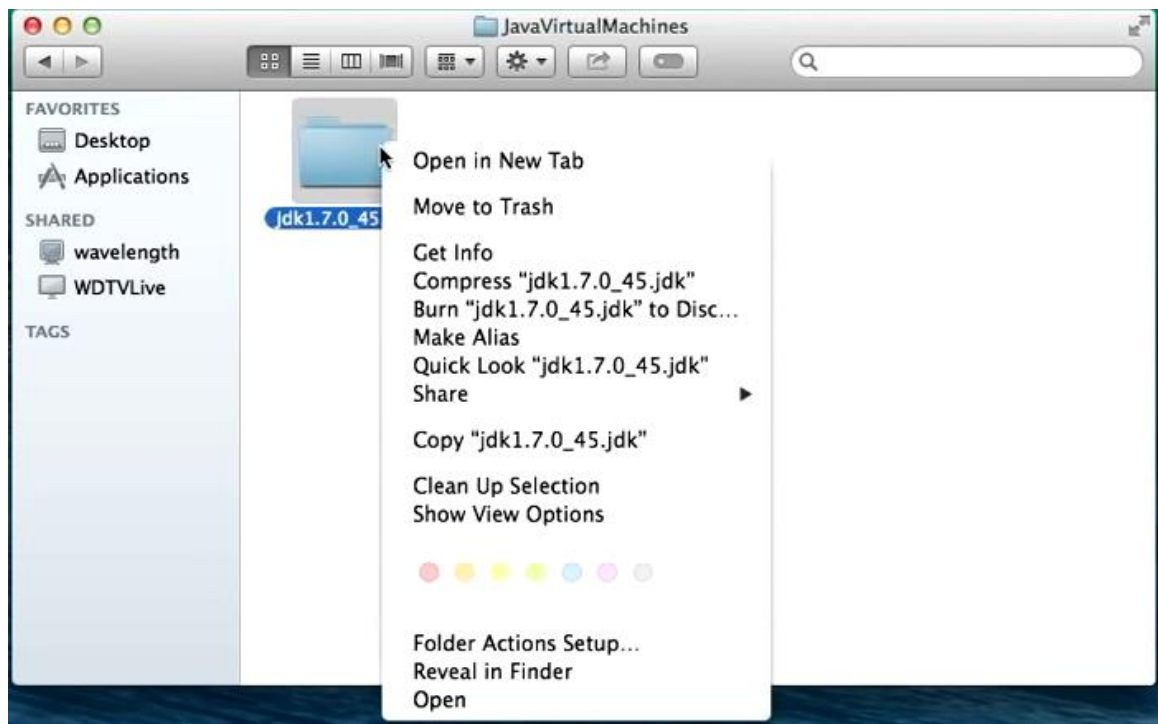 JavaVirtualMachines
FAVORITES
Desktop
Applications
SHARED
wavelength
WDTVLive
TAGS
jdk1.7.0_45
Open in New Tab
Move to Trash
Get Info
Compress “jdk1.7.0_45.jdk”
Burn “jdk1.7.0_45.jdk” to Disc...
Make Alias
Quick Look “jdk1.7.0_45.jdk”
Share
Copy “jdk1.7.0_45.jdk”
Clean Up Selection
Show View Options
Folder Actions Setup...
Reveal in Finder
Open